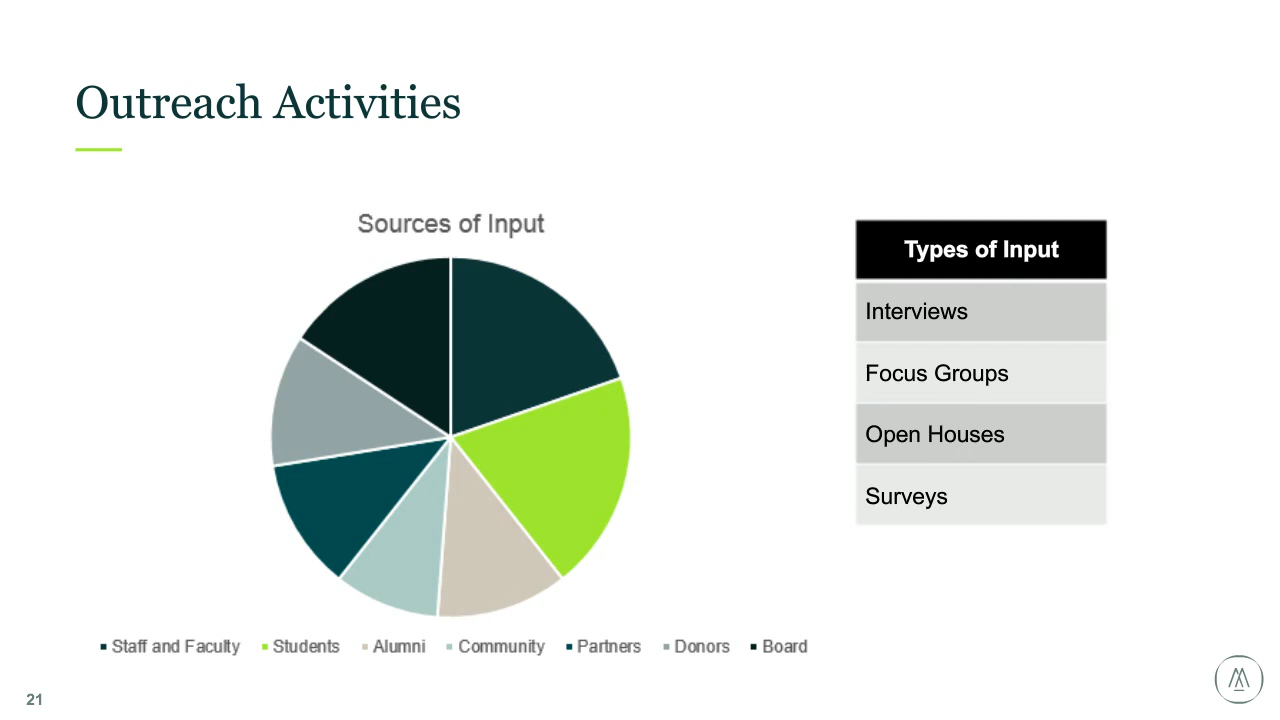 Outreach Activities
Sources of Input
Types of Input
Interviews
Focus Groups
Open Houses
Surveys
Staff and Faculty Students Alumni Community Partners Donors Board
21